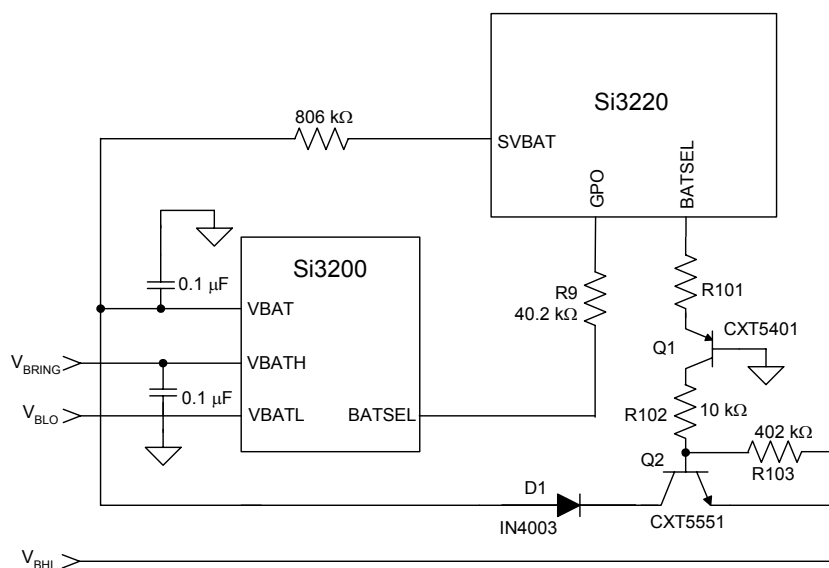 Si3220
806 kΩ
SVBAT
GPO
BATSEL
Si3200
0.1 μF
R9
40.2 kΩ
R101
VBAT
CXT5401
Q1
V_BRING
VBATH
0.1 μF
R102
10 kΩ
V_BLO
VBATL
BATSEL
402 kΩ
Q2
R103
D1
IN4003
CXT5551
V_BHI